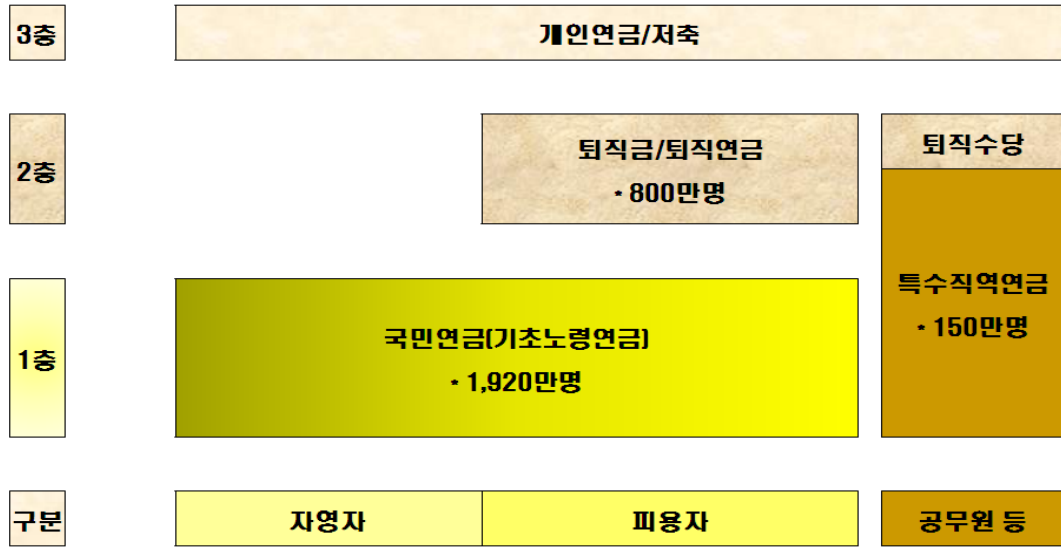 3층
개인연금/저축
2층
퇴직금/퇴직연금
* 800만명
퇴직수당
특수직역연금
* 150만명
1층
국민연금(기초노령연금)
* 1,920만명
구분
자영자
피용자
공무원 등